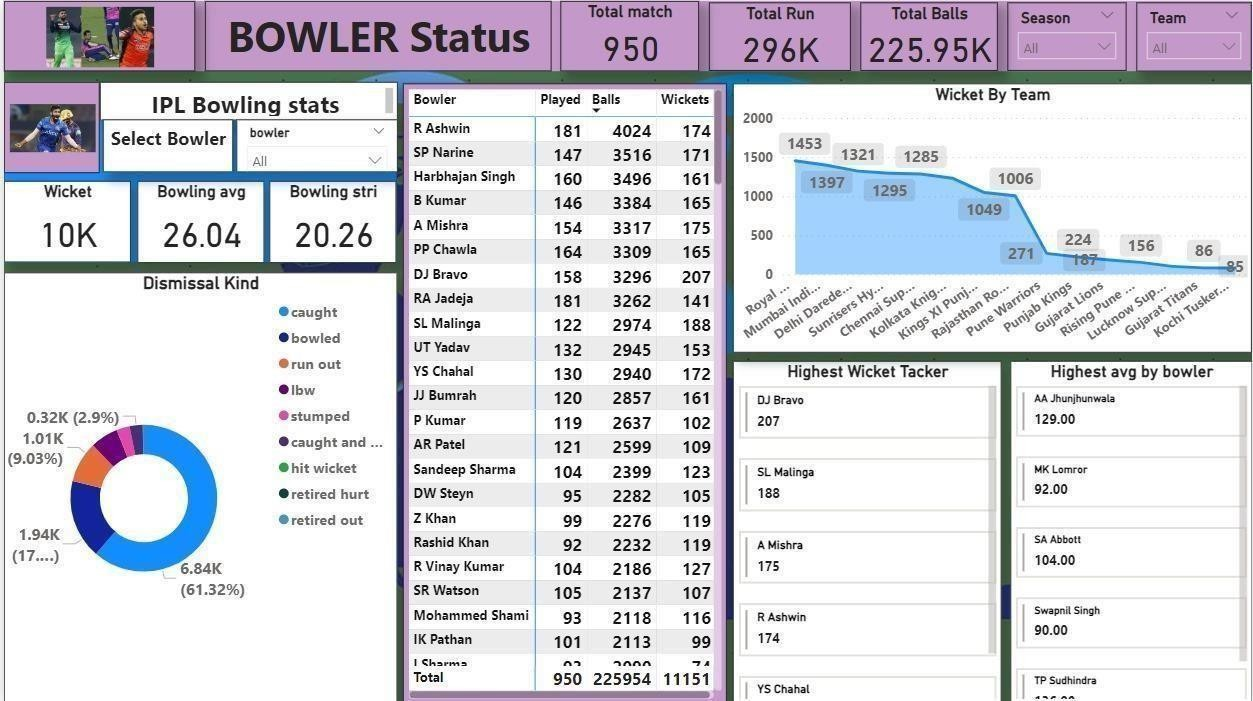 BOWLER Status
Total match
950
Total Run
296K
Total Balls
225.95K
Season
All
Team
All
IPL Bowling stats
Select Bowler
bowler
All
Wicket
10K
Bowling avg
26.04
Bowling stri
20.26
Dismissal Kind
caught
bowled
run out
lbw
stumped
caught and ...
hit wicket
retired hurt
retired out
0.32K (2.9%)
1.01K
(9.03%)
1.94K
(17....)
6.84K
(61.32%)
Bowler Played Balls Wickets
R Ashwin 181 4024 174
SP Narine 147 3516 171
Harbhajan Singh 160 3496 161
B Kumar 146 3384 165
A Mishra 154 3317 175
PP Chawla 164 3309 165
DJ Bravo 158 3296 207
RA Jadeja 181 3262 141
SL Malinga 122 2974 188
UT Yadav 132 2945 153
YS Chahal 130 2940 172
JJ Bumrah 120 2857 161
P Kumar 119 2637 102
AR Patel 121 2599 109
Sandeep Sharma 104 2399 123
DW Steyn 95 2282 105
Z Khan 99 2276 119
Rashid Khan 92 2232 119
R Vinay Kumar 104 2186 127
SR Watson 105 2137 107
Mohammed Shami 93 2118 116
IK Pathan 101 2113 99
I Sharma
Total 950 225954 11151
Wicket By Team
2000
1500
1000
500
0
1453
1397
1321
1295
1285
1049
1006
271
224
187
156
86
85
Royal ...
Mumbai Indi...
Delhi Darede...
Sunrisers Hy...
Chennai Sup...
Kolkata Knig...
Kings XI Punj...
Rajasthan Ro...
Pune Warriors
Punjab Kings
Gujarat Lions
Rising Pune ...
Lucknow Sup...
Gujarat Titans
Kochi Tusker...
Highest Wicket Tacker
DJ Bravo
207
SL Malinga
188
A Mishra
175
R Ashwin
174
YS Chahal
Highest avg by bowler
AA Jhunjhunwala
129.00
MK Lomror
92.00
SA Abbott
104.00
Swapnil Singh
90.00
TP Sudhindra